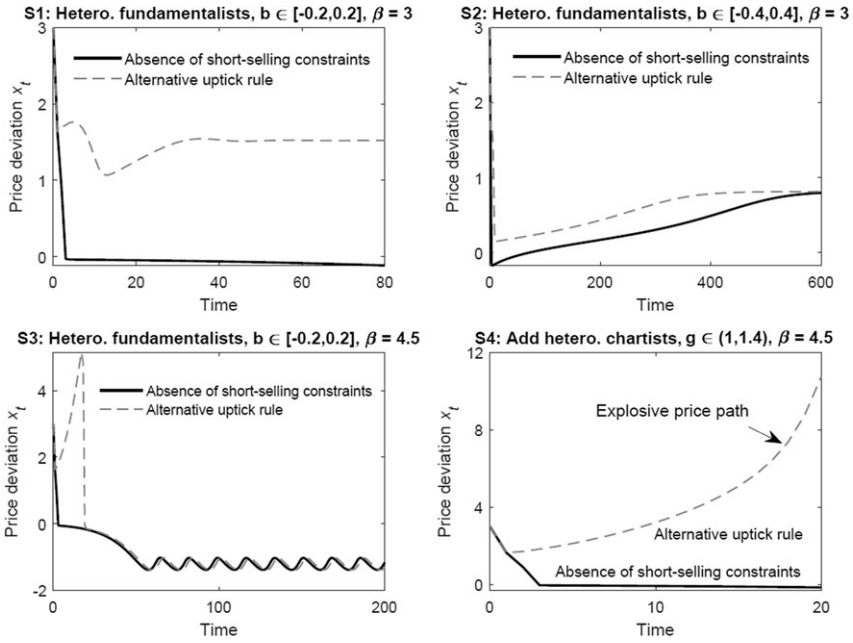 S1: Hetero. fundamentalists, b ∈ [-0.2,0.2], β = 3
3
2
1
0
Price deviation x_t
Absence of short-selling constraints
Alternative uptick rule
0 20 40 60 80
Time
S2: Hetero. fundamentalists, b ∈ [-0.4,0.4], β = 3
3
2
1
0
Price deviation x_t
Absence of short-selling constraints
Alternative uptick rule
0 200 400 600
Time
S3: Hetero. fundamentalists, b ∈ [-0.2,0.2], β = 4.5
4
2
0
-2
Price deviation x_t
Absence of short-selling constraints
Alternative uptick rule
0 100 200
Time
S4: Add hetero. chartists, g ∈ (1,1.4), β = 4.5
12
8
4
0
Price deviation x_t
Explosive price path
Alternative uptick rule
Absence of short-selling constraints
0 10 20
Time